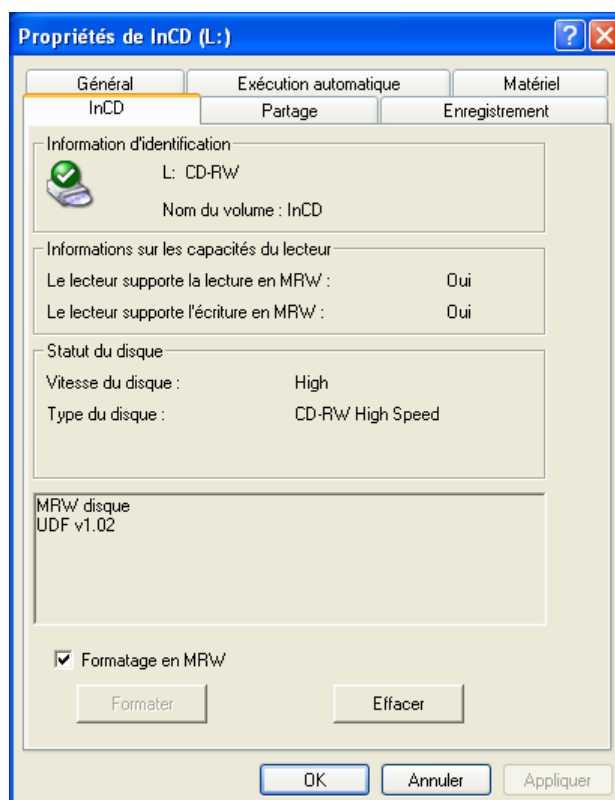 Propriétés de InCD (L:)
Général Exécution automatique Matériel
InCD Partage Enregistrement
Information d'identification
L: CD-RW
Nom du volume : InCD
Informations sur les capacités du lecteur
Le lecteur supporte la lecture en MRW : Oui
Le lecteur supporte l'écriture en MRW : Oui
Statut du disque
Vitesse du disque : High
Type du disque : CD-RW High Speed
MRW disque
UDF v1.02
Formatage en MRW
Formater Effacer
OK Annuler Appliquer